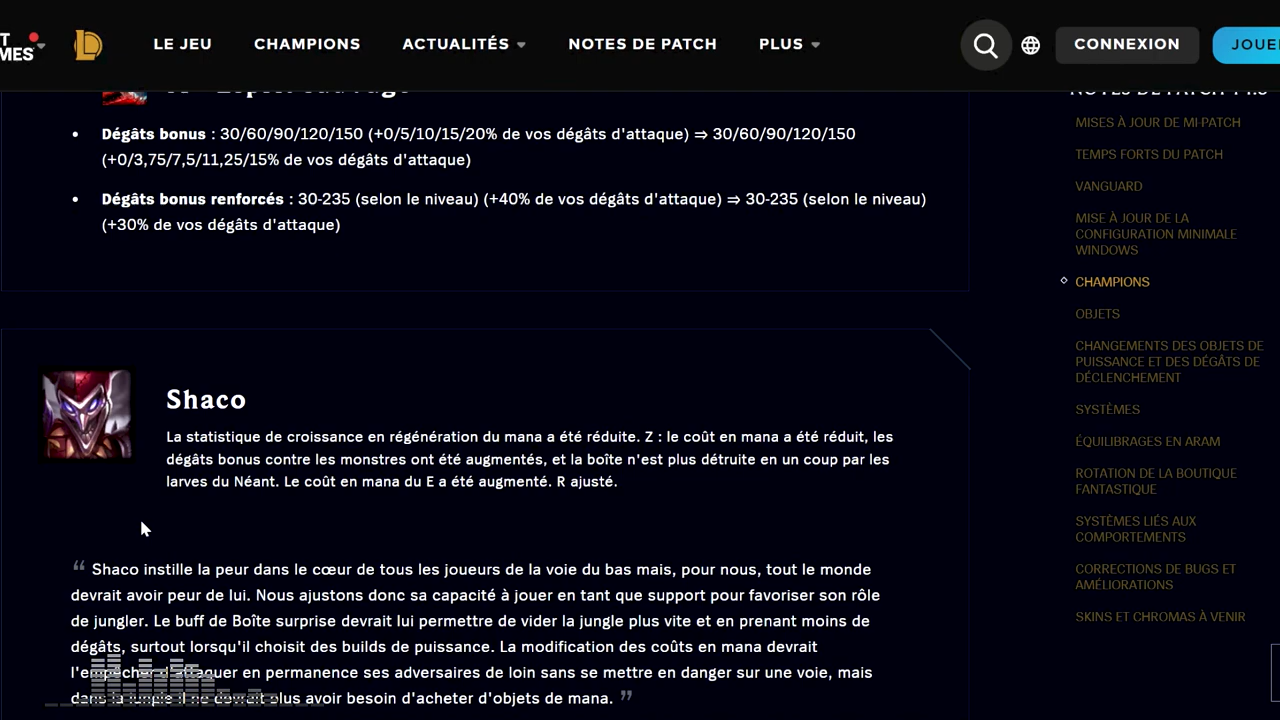 LE JEU
CHAMPIONS
ACTUALITÉS
NOTES DE PATCH
PLUS
CONNEXION
Dégâts bonus : 30/60/90/120/150 (+0/5/10/15/20% de vos dégâts d'attaque) ⇒ 30/60/90/120/150
(+0/3,75/7,5/11,25/15% de vos dégâts d'attaque)
Dégâts bonus renforcés : 30-235 (selon le niveau) (+40% de vos dégâts d'attaque) ⇒ 30-235 (selon le niveau)
(+30% de vos dégâts d'attaque)
Shaco
La statistique de croissance en régénération du mana a été réduite. Z : le coût en mana a été réduit, les
dégâts bonus contre les monstres ont été augmentés, et la boîte n'est plus détruite en un coup par les
larves du Néant. Le coût en mana du E a été augmenté. R ajusté.
“ Shaco instille la peur dans le cœur de tous les joueurs de la voie du bas mais, pour nous, tout le monde
devrait avoir peur de lui. Nous ajustons donc sa capacité à jouer en tant que support pour favoriser son rôle
de jungler. Le buff de Boîte surprise devrait lui permettre de vider la jungle plus vite et en prenant moins de
dégâts, surtout lorsqu'il choisit des builds de puissance. La modification des coûts en mana devrait
l'empêcher d'attaquer en permanence ses adversaires de loin sans se mettre en danger sur une voie, mais
dans la jungle il ne devrait plus avoir besoin d'acheter d'objets de mana. ”
NOTES DE PATCH
MISES À JOUR DE MI-PATCH
TEMPS FORTS DU PATCH
VANGUARD
MISE À JOUR DE LA
CONFIGURATION MINIMALE
WINDOWS
CHAMPIONS
OBJETS
CHANGEMENTS DES OBJETS DE
PUISSANCE ET DES DÉGÂTS DE
DÉCLENCHEMENT
SYSTÈMES
ÉQUILIBRAGES EN ARAM
ROTATION DE LA BOUTIQUE
FANTASTIQUE
SYSTÈMES LIÉS AUX
COMPORTEMENTS
CORRECTIONS DE BUGS ET
AMÉLIORATIONS
SKINS ET CHROMAS À VENIR